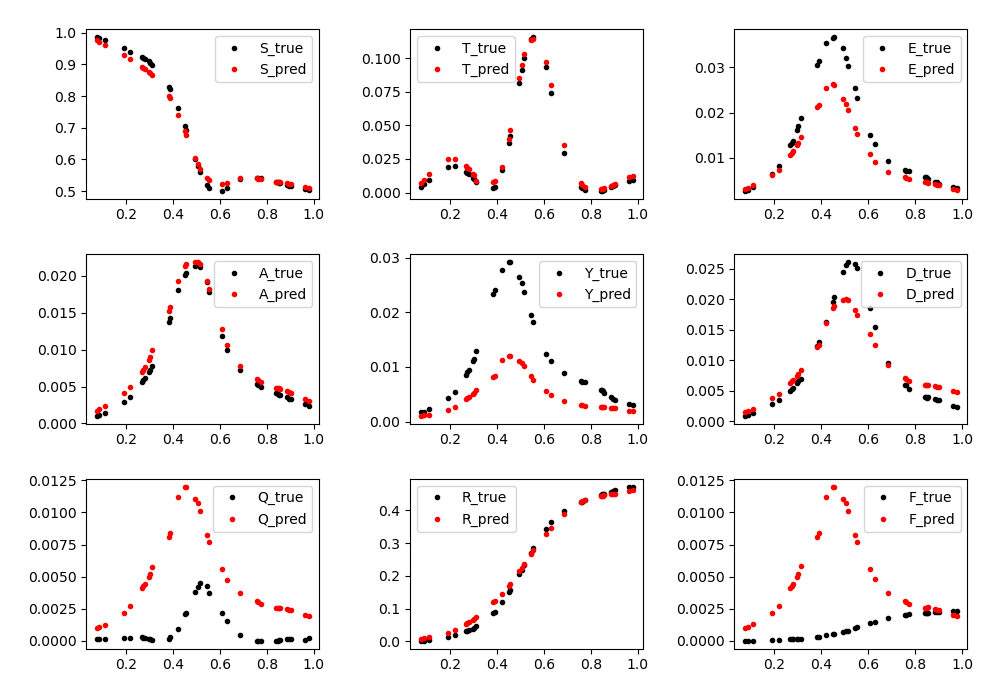 S_true
S_pred
1.0
0.9
0.8
0.7
0.6
0.5
0.2 0.4 0.6 0.8 1.0
T_true
T_pred
0.100
0.075
0.050
0.025
0.000
0.2 0.4 0.6 0.8 1.0
E_true
E_pred
0.03
0.02
0.01
0.2 0.4 0.6 0.8 1.0
A_true
A_pred
0.020
0.015
0.010
0.005
0.000
0.2 0.4 0.6 0.8 1.0
Y_true
Y_pred
0.03
0.02
0.01
0.00
0.2 0.4 0.6 0.8 1.0
D_true
D_pred
0.025
0.020
0.015
0.010
0.005
0.000
0.2 0.4 0.6 0.8 1.0
Q_true
Q_pred
0.0125
0.0100
0.0075
0.0050
0.0025
0.0000
0.2 0.4 0.6 0.8 1.0
R_true
R_pred
0.4
0.3
0.2
0.1
0.0
0.2 0.4 0.6 0.8 1.0
F_true
F_pred
0.0125
0.0100
0.0075
0.0050
0.0025
0.0000
0.2 0.4 0.6 0.8 1.0